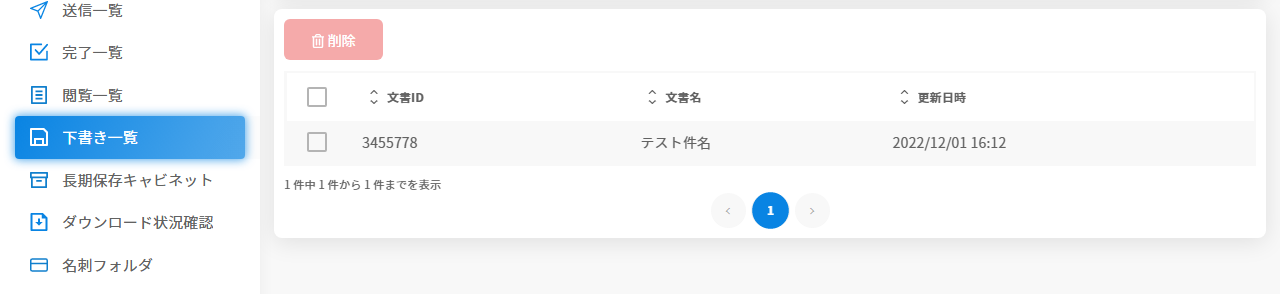 送信一覧
完了一覧
閲覧一覧
下書き一覧
長期保存キャビネット
ダウンロード状況確認
名刺フォルダ
削除
文書ID 文書名 更新日時
3455778 テスト件名 2022/12/01 16:12
1 件中 1 件から 1 件までを表示
‹ 1 ›